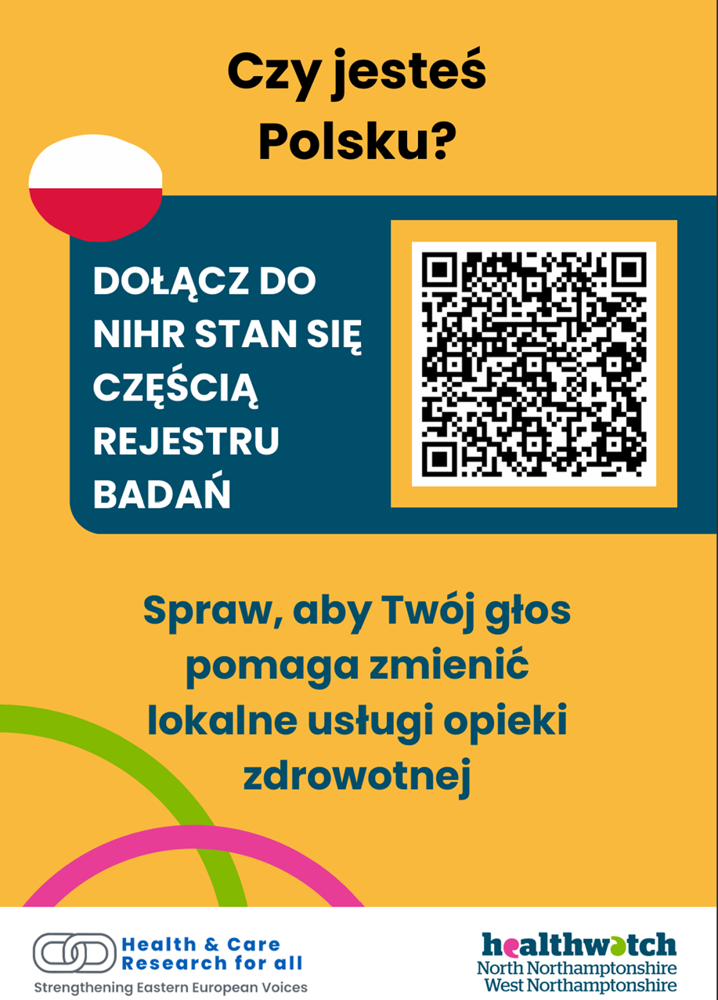 Czy jesteś
Polsku?
DOŁĄCZ DO
NIHR STAN SIĘ
CZĘŚCIĄ
REJESTRU
BADAŃ
Spraw, aby Twój głos
pomaga zmienić
lokalne usługi opieki
zdrowotnej
Health & Care
Research for all
Strengthening Eastern European Voices
healthwatch
North Northamptonshire
West Northamptonshire